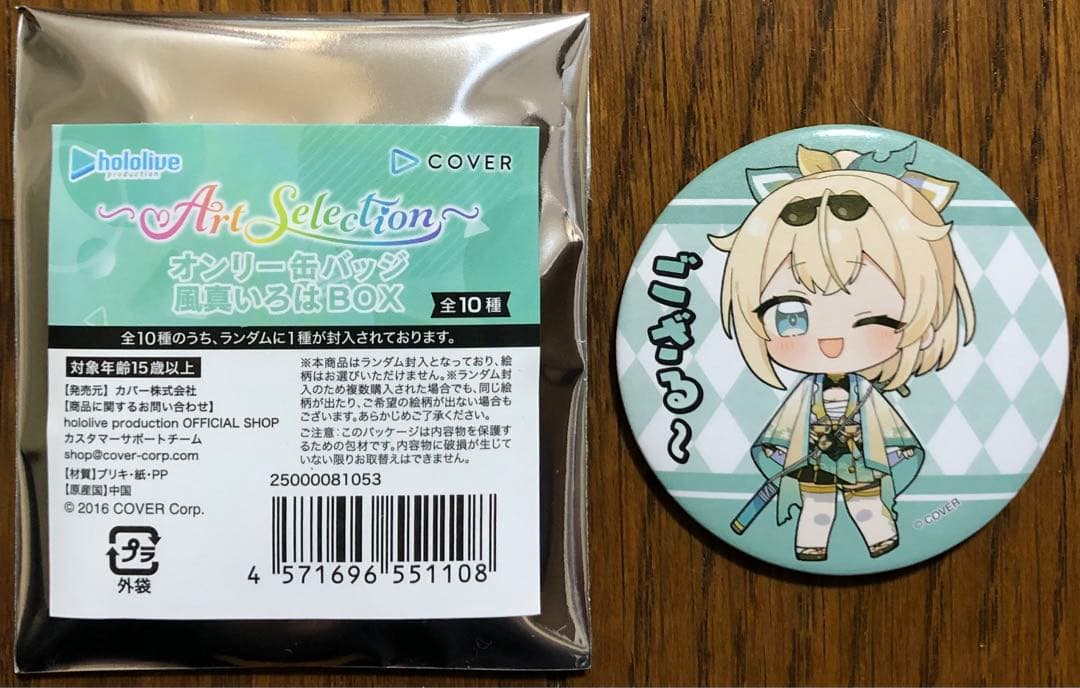 hololive
production
COVER
Art Selection
オンリー缶バッジ
風真いろはBOX
全10種
全10種のうち、ランダムに1種が封入されております。
対象年齢15歳以上
【発売元】カバー株式会社
【商品に関するお問い合わせ】
hololive production OFFICIAL SHOP
カスタマーサポートチーム
shop@cover-corp.com
【材質】ブリキ・紙・PP
【原産国】中国
© 2016 COVER Corp.
プラ
外袋
※本商品はランダム封入となっており、絵
柄はお選びいただけません。※ランダム封
入のため複数購入された場合でも、同じ絵
柄が出たり、ご希望の絵柄が出ない場合も
ございます。あらかじめご了承ください。
ご注意:このパッケージは内容物を保護す
るための包材です。内容物に破損が生じて
いない限りお取替えはできません。
25000081053
4 571696 551108
ござる～
©COVER